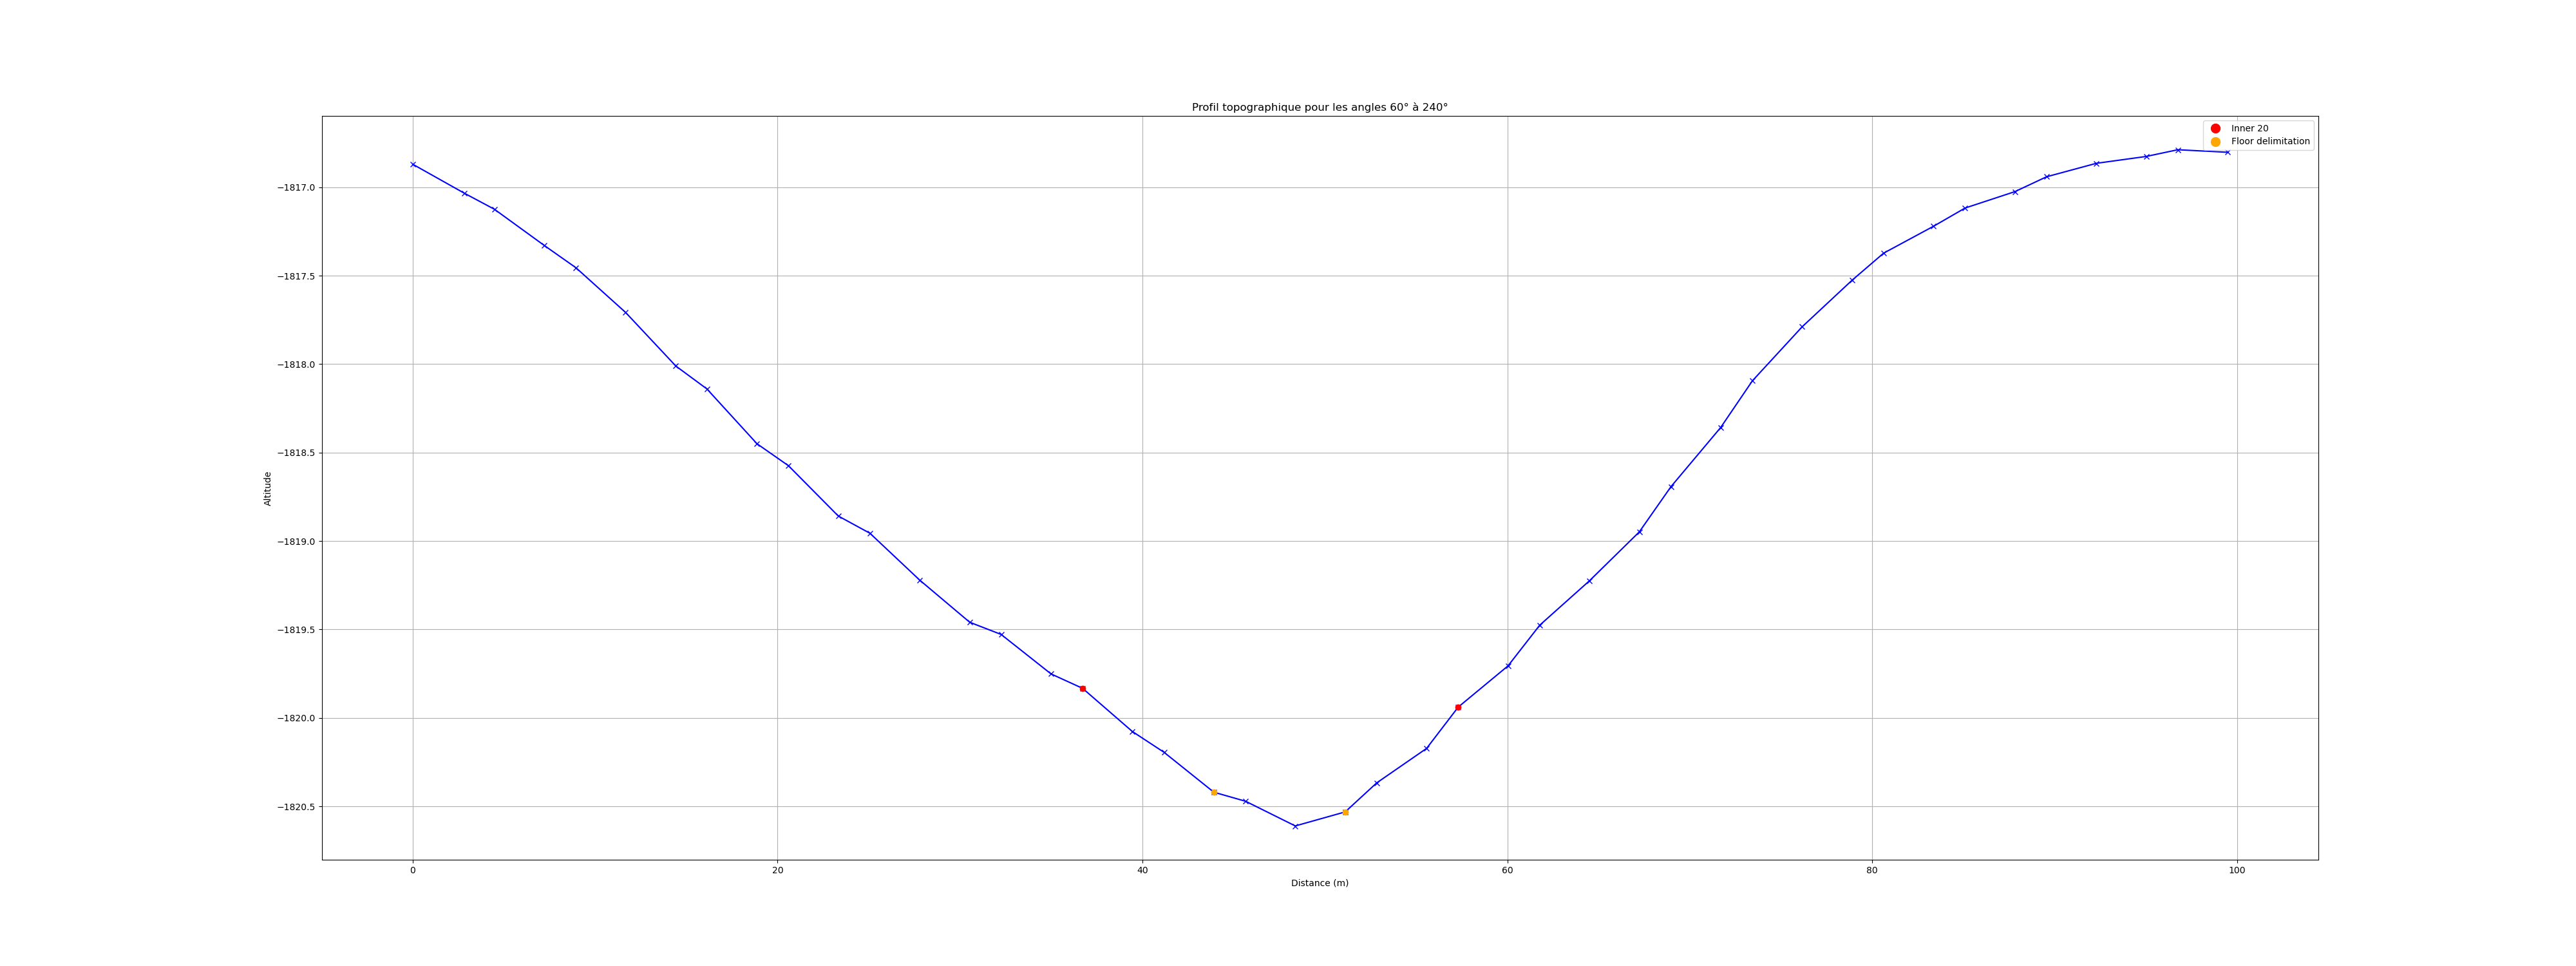 Profil topographique pour les angles 60° à 240°
Inner 20
Floor delimitation
−1817.0
−1817.5
−1818.0
−1818.5
−1819.0
−1819.5
−1820.0
−1820.5
Altitude
0 20 40 60 80 100
Distance (m)